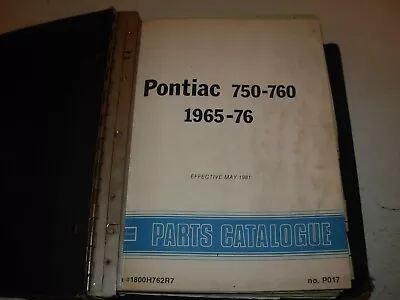 Pontiac 750-760
1965-76
EFFECTIVE MAY 1981
PARTS CATALOGUE
#1800H762R7
no. P017